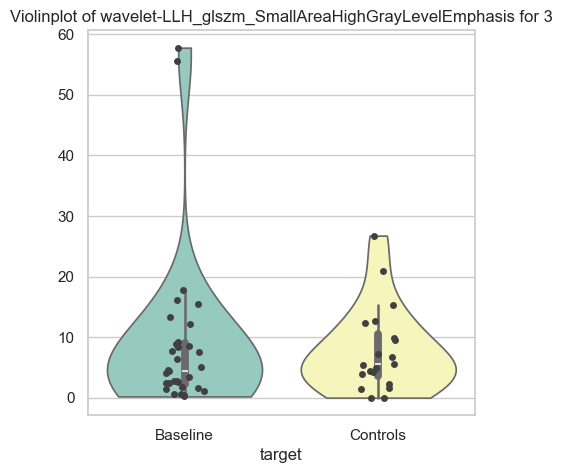 Violinplot of wavelet-LLH_glszm_SmallAreaHighGrayLevelEmphasis for 3
60
50
40
30
20
10
0
Baseline Controls
target